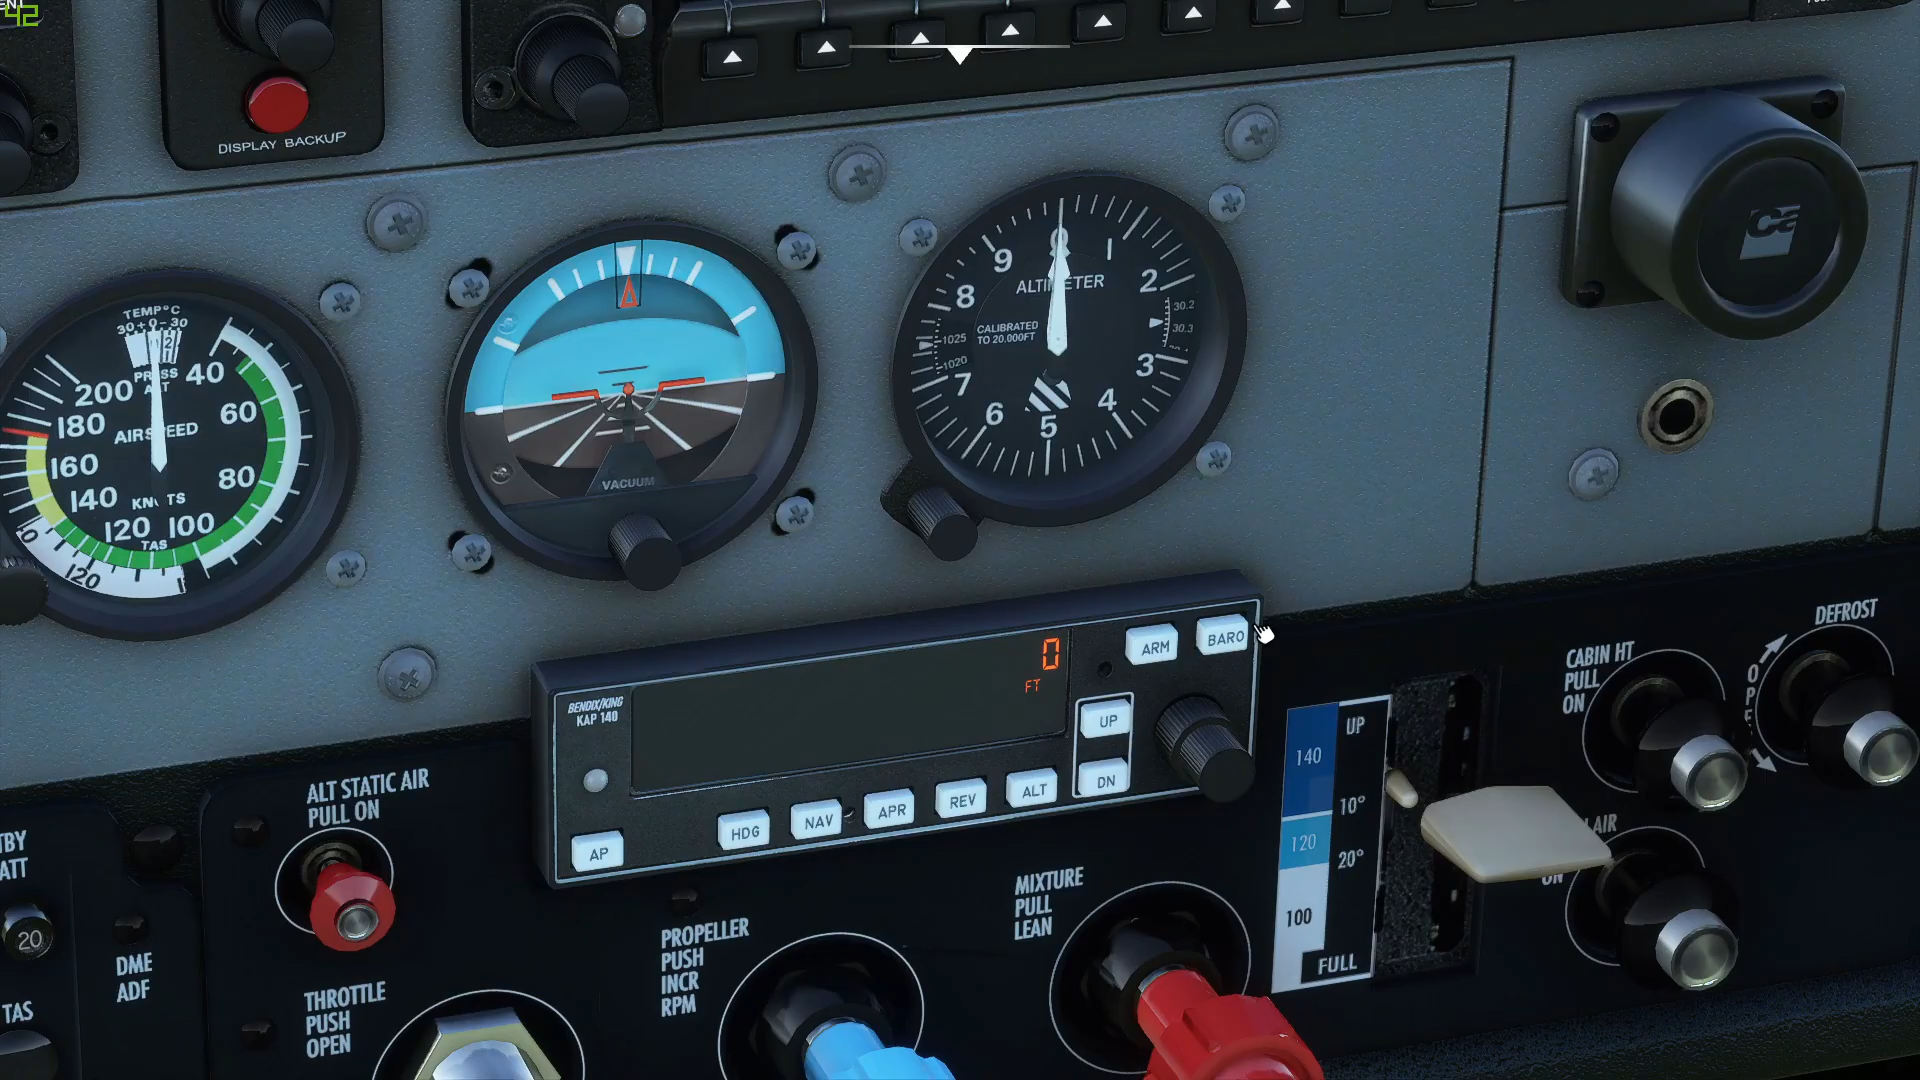 42
DISPLAY BACKUP
TEMP°C
30+0-30
PRESS
ALT
200
40
180
60
AIRSPEED
160
80
140
KN TS
120
100
TAS
120
VACUUM
0
9
1
8
2
ALTIMETER
CALIBRATED
TO 20,000FT
1025
1020
30.2
30.3
7
3
6
4
5
BENDIX/KING
KAP 140
0
FT
ARM
BARO
UP
DN
AP
HDG
NAV
APR
REV
ALT
ALT STATIC AIR
PULL ON
20
DME
ADF
TAS
THROTTLE
PUSH
OPEN
PROPELLER
PUSH
INCR
RPM
MIXTURE
PULL
LEAN
140
120
100
UP
10°
20°
FULL
CABIN HT
PULL
ON
DEFROST
AIR
ON